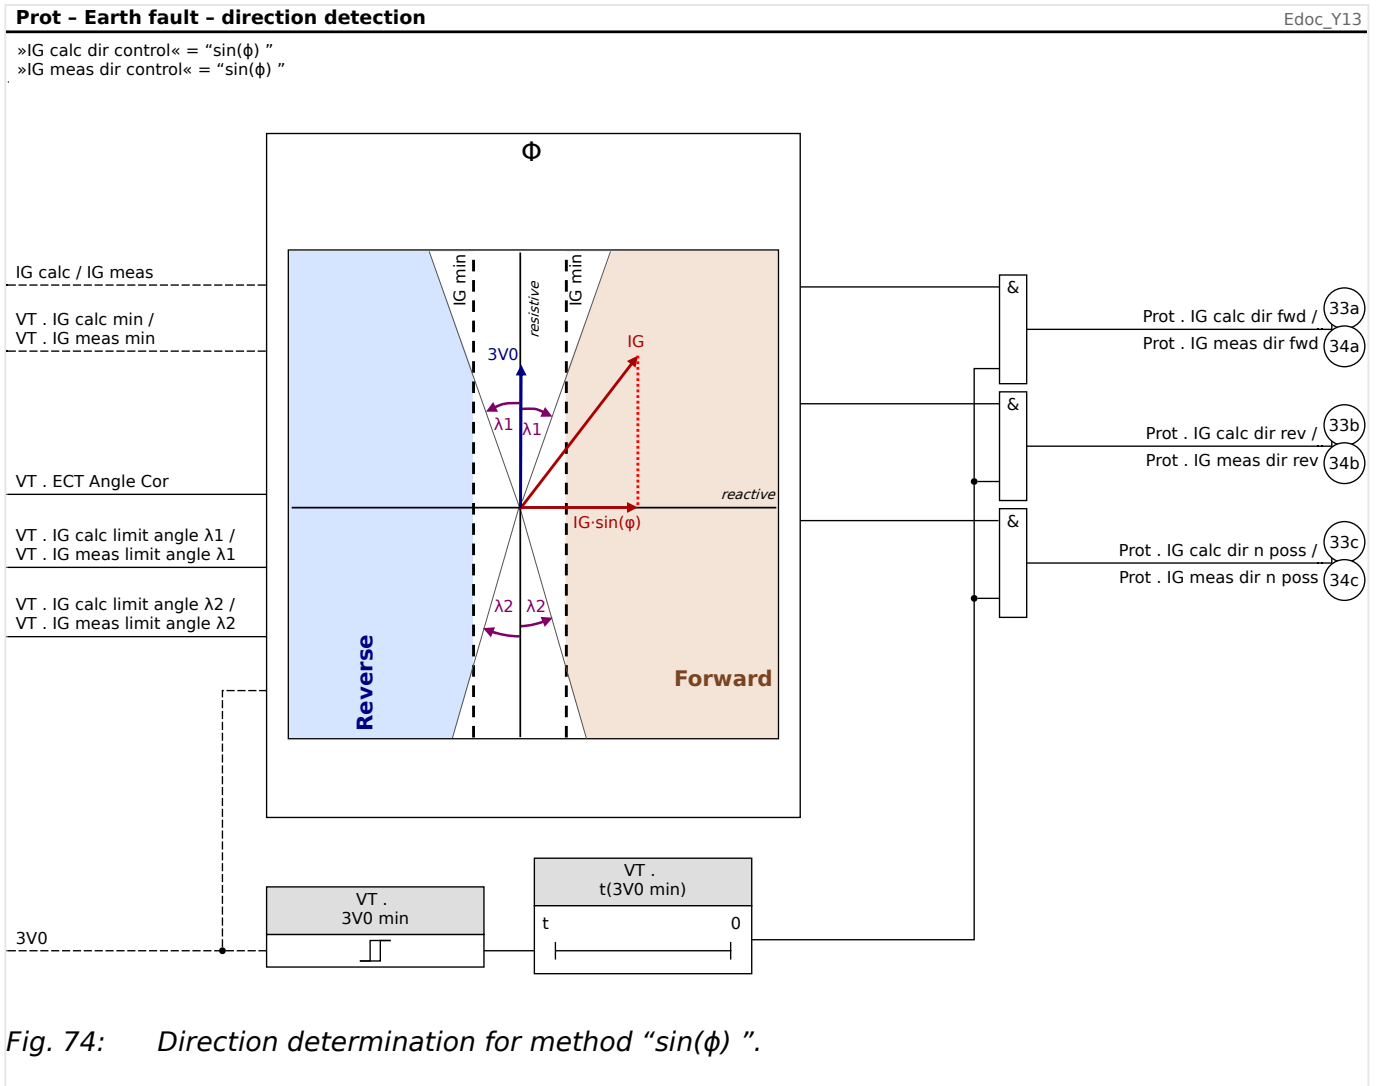 Prot – Earth fault – direction detection
Edoc_Y13
»IG calc dir control« = “sin(ϕ) ”
»IG meas dir control« = “sin(ϕ) ”
Φ
IG calc / IG meas
VT . IG calc min /
VT . IG meas min
VT . ECT Angle Cor
VT . IG calc limit angle λ1 /
VT . IG meas limit angle λ1
VT . IG calc limit angle λ2 /
VT . IG meas limit angle λ2
3V0
IG min
resistive
IG min
3V0
IG
λ1
λ1
reactive
IG·sin(φ)
λ2
λ2
Reverse
Forward
&
Prot . IG calc dir fwd /
33a
Prot . IG meas dir fwd
34a
&
Prot . IG calc dir rev /
33b
Prot . IG meas dir rev
34b
&
Prot . IG calc dir n poss /
33c
Prot . IG meas dir n poss
34c
VT .
3V0 min
VT .
t(3V0 min)
t
0
Fig. 74: Direction determination for method “sin(ϕ) ”.